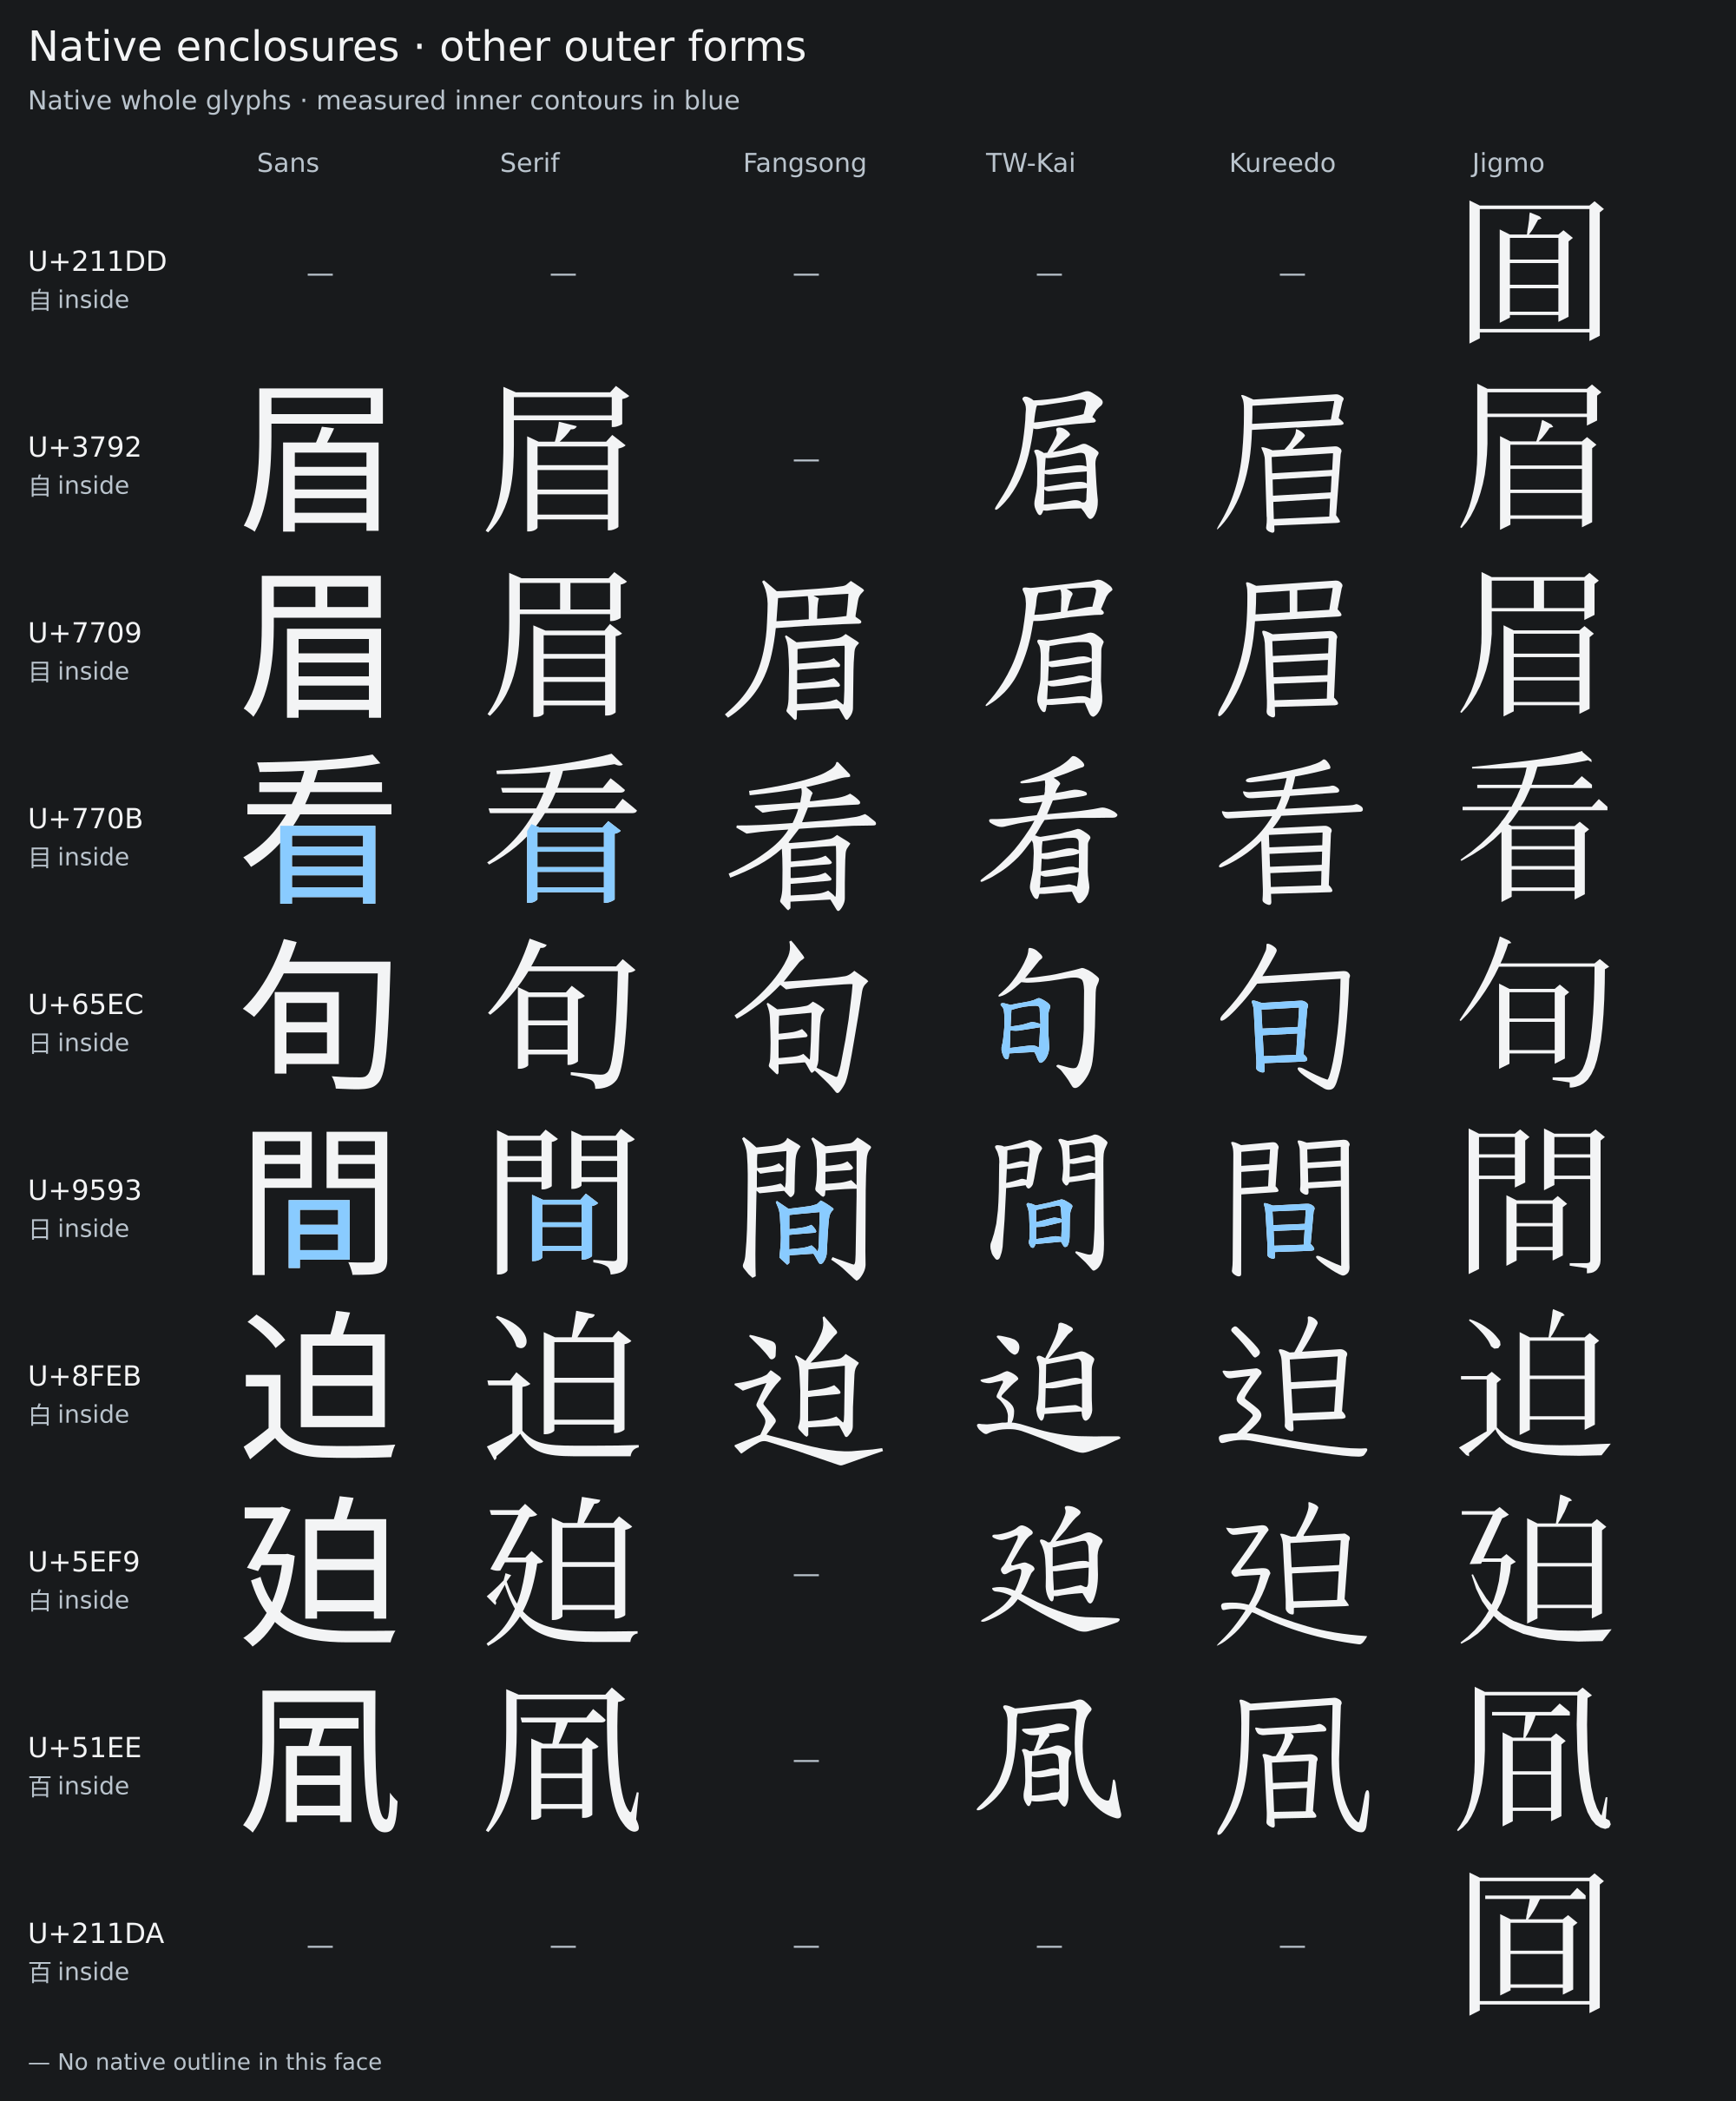 Native enclosures · other outer forms
Native whole glyphs · measured inner contours in blue
Sans Serif Fangsong TW-Kai Kureedo Jigmo
U+211DD — — — — — 𡇝
自 inside
U+3792 㞒 㞒 — 㞒 㞒 㞒
自 inside
U+7709 眉 眉 眉 眉 眉 眉
目 inside
U+770B 看 看 看 看 看 看
目 inside
U+65EC 旬 旬 旬 旬 旬 旬
日 inside
U+9593 間 間 間 間 間 間
日 inside
U+8FEB 迫 迫 迫 迫 迫 迫
白 inside
U+5EF9 廹 廹 — 廹 廹 廹
白 inside
U+51EE 凮 凮 — 凮 凮 凮
百 inside
U+211DA — — — — — 𡇚
百 inside
— No native outline in this face